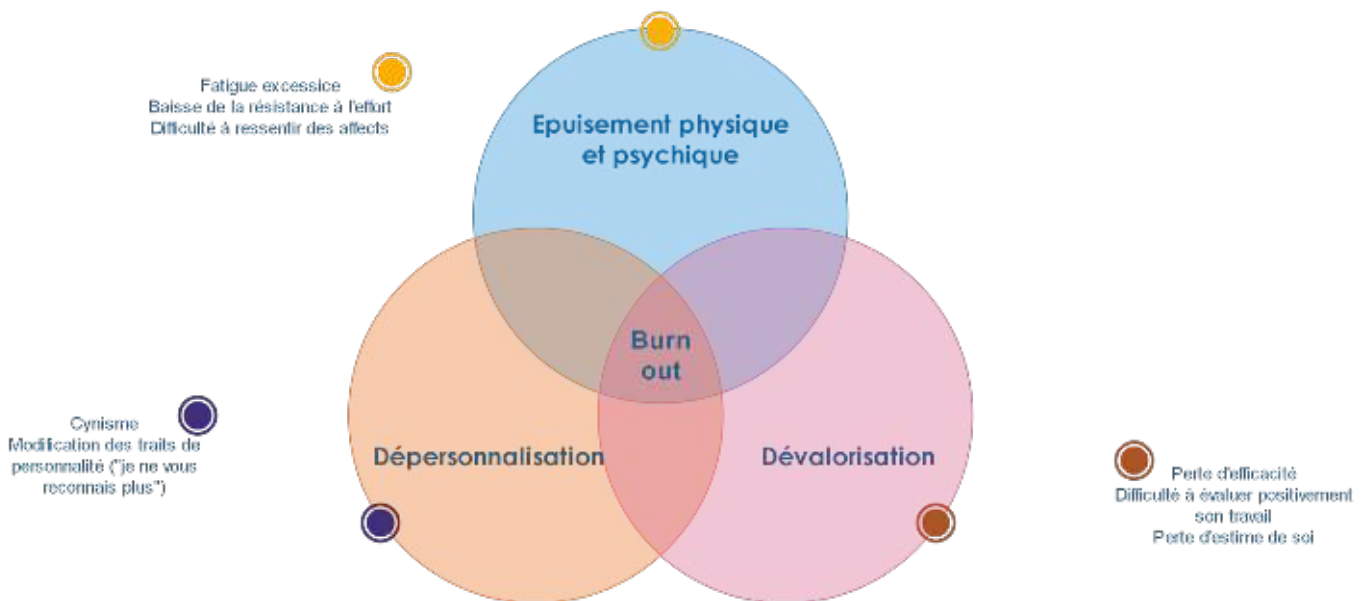 Fatigue excessice
Baisse de la résistance à l'effort
Difficulté à ressentir des affects
Epuisement physique
et psychique
Burn
out
Cynisme
Modification des traits de
personnalité ("je ne vous
reconnais plus")
Dépersonnalisation
Dévalorisation
Perte d'efficacité
Difficulté à évaluer positivement
son travail
Perte d'estime de soi